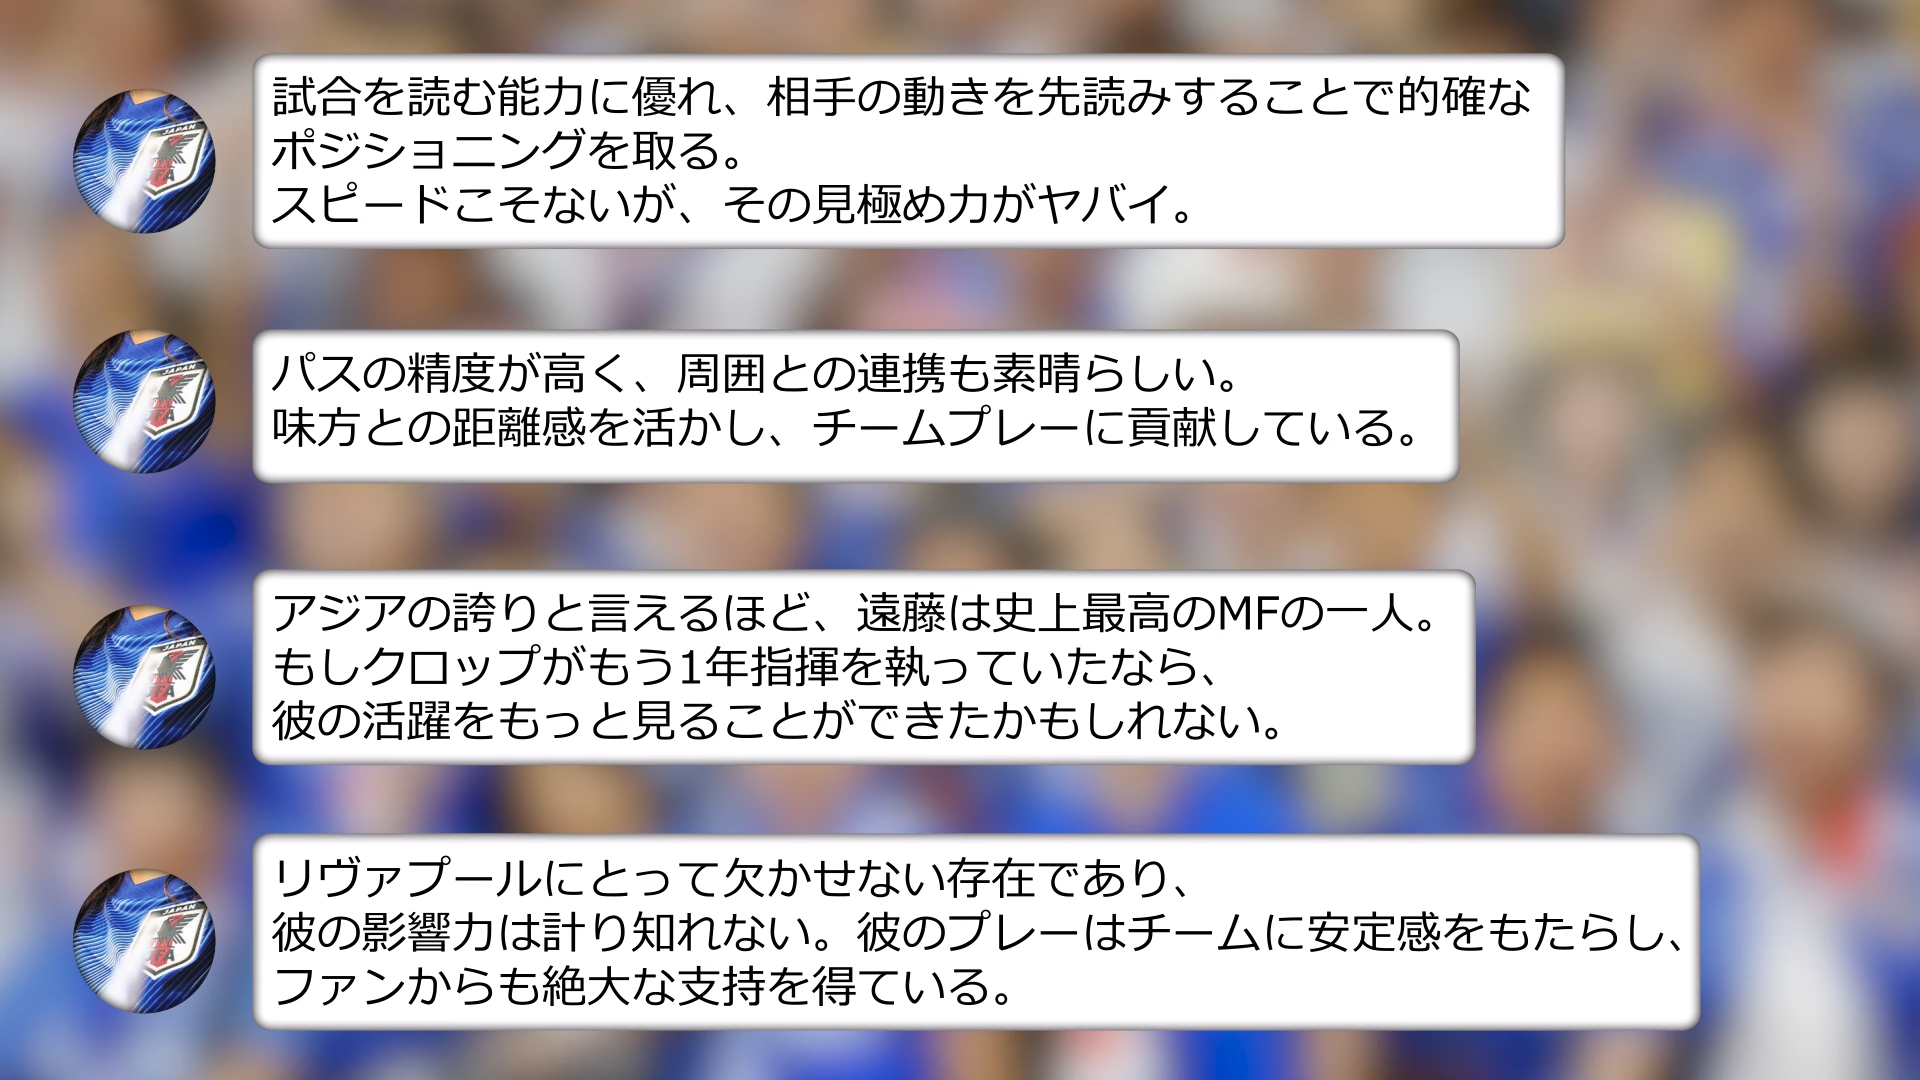 試合を読む能力に優れ、相手の動きを先読みすることで的確な
ポジショニングを取る。
スピードこそないが、その見極め力がヤバイ。
JAPAN
JFA
パスの精度が高く、周囲との連携も素晴らしい。
味方との距離感を活かし、チームプレーに貢献している。
JAPAN
JFA
アジアの誇りと言えるほど、遠藤は史上最高のMFの一人。
もしクロップがもう1年指揮を執っていたなら、
彼の活躍をもっと見ることができたかもしれない。
JAPAN
JFA
リヴァプールにとって欠かせない存在であり、
彼の影響力は計り知れない。彼のプレーはチームに安定感をもたらし、
ファンからも絶大な支持を得ている。
JAPAN
JFA